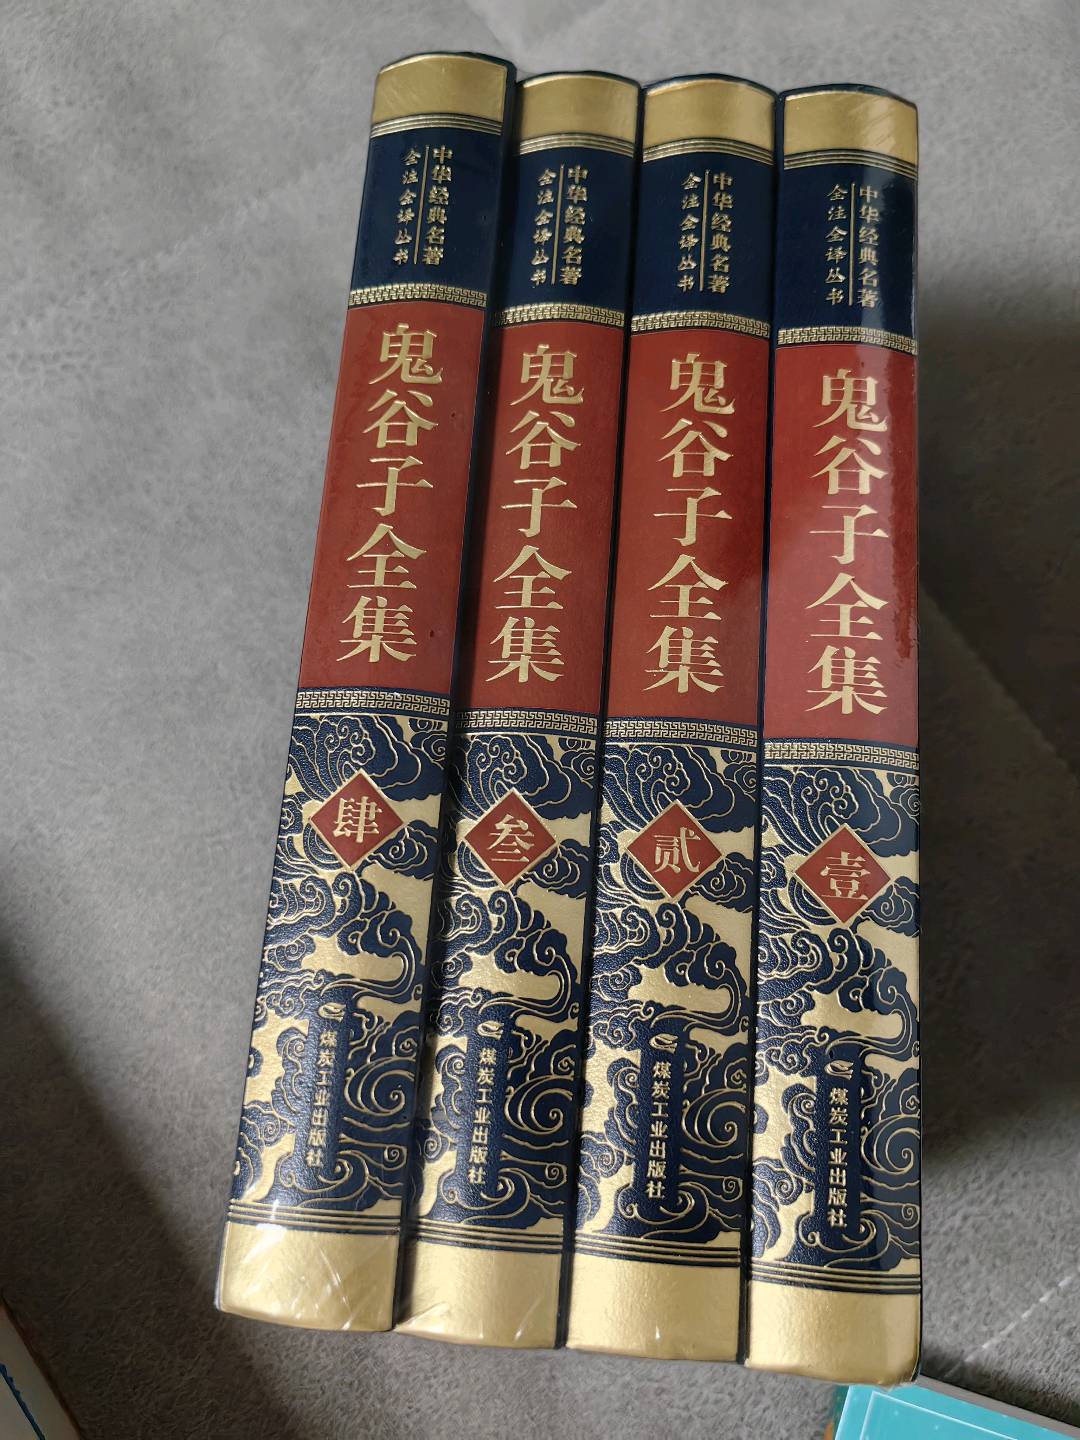 中华经典名著
全注全译丛书
鬼谷子全集
肆
煤炭工业出版社
中华经典名著
全注全译丛书
鬼谷子全集
叁
煤炭工业出版社
中华经典名著
全注全译丛书
鬼谷子全集
贰
煤炭工业出版社
中华经典名著
全注全译丛书
鬼谷子全集
壹
煤炭工业出版社